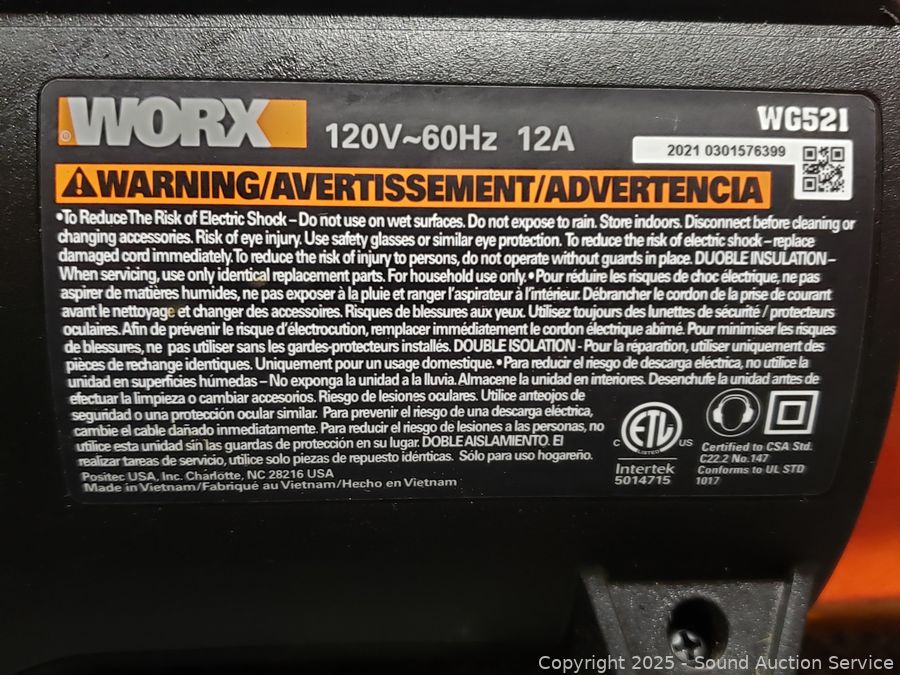 WORX 120V~60Hz 12A WG521
2021 0301576399
WARNING/AVERTISSEMENT/ADVERTENCIA
•To Reduce The Risk of Electric Shock – Do not use on wet surfaces. Do not expose to rain. Store indoors. Disconnect before cleaning or
changing accessories. Risk of eye injury. Use safety glasses or similar eye protection. To reduce the risk of electric shock – replace
damaged cord immediately. To reduce the risk of injury to persons, do not operate without guards in place. DUOBLE INSULATION –
When servicing, use only identical replacement parts. For household use only. • Pour réduire les risques de choc électrique, ne pas
aspirer de matières humides, ne pas exposer à la pluie et ranger l'aspirateur à l'intérieur. Débrancher le cordon de la prise de courant
avant le nettoyage et changer des accessoires. Risques de blessures aux yeux. Utilisez toujours des lunettes de sécurité / protecteurs
oculaires. Afin de prévenir le risque d'électrocution, remplacer immédiatement le cordon électrique abimé. Pour minimiser les risques
de blessures, ne pas utiliser sans les gardes-protecteurs installés. DOUBLE ISOLATION - Pour la réparation, utiliser uniquement des
pièces de rechange identiques. Uniquement pour un usage domestique. • Para reducir el riesgo de descarga eléctrica, no utilice la
unidad en superficies húmedas – No exponga la unidad a la lluvia. Almacene la unidad en interiores. Desenchufe la unidad antes de
efectuar la limpieza o cambiar accesorios. Riesgo de lesiones oculares. Utilice anteojos de
seguridad o una protección ocular similar. Para prevenir el riesgo de una descarga eléctrica,
cambie el cable dañado inmediatamente. Para reducir el riesgo de lesiones a las personas, no
utilice esta unidad sin las guardas de protección en su lugar. DOBLE AISLAMIENTO. El
realizar tareas de servicio, utilice solo piezas de repuesto idénticas. Sólo para uso hogareño.
Positec USA, Inc. Charlotte, NC 28216 USA
Made in Vietnam/Fabriqué au Vietnam/Hecho en Vietnam
C ETL US
LISTED
Intertek
5014715
Certified to CSA Std.
C22.2 No.147
Conforms to UL STD
1017
Copyright © 2025 - Sound Auction Service